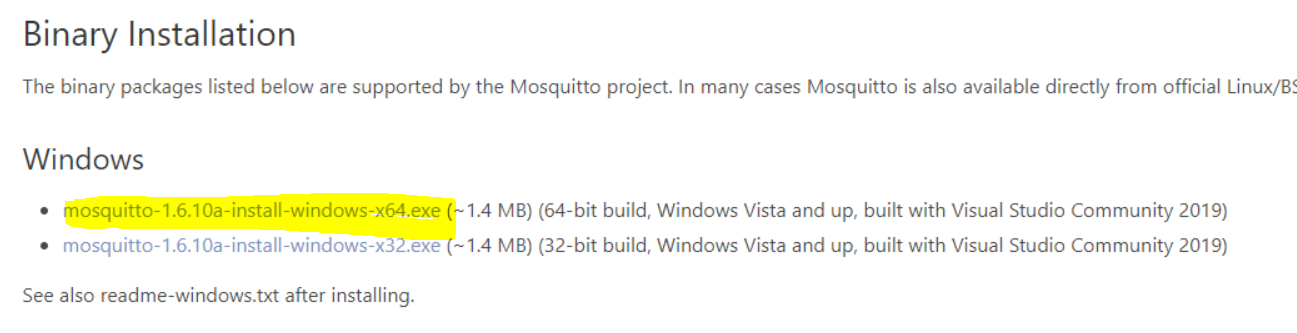 Binary Installation
The binary packages listed below are supported by the Mosquitto project. In many cases Mosquitto is also available directly from official Linux/BS
Windows
• mosquitto-1.6.10a-install-windows-x64.exe (~1.4 MB) (64-bit build, Windows Vista and up, built with Visual Studio Community 2019)
• mosquitto-1.6.10a-install-windows-x32.exe (~1.4 MB) (32-bit build, Windows Vista and up, built with Visual Studio Community 2019)
See also readme-windows.txt after installing.